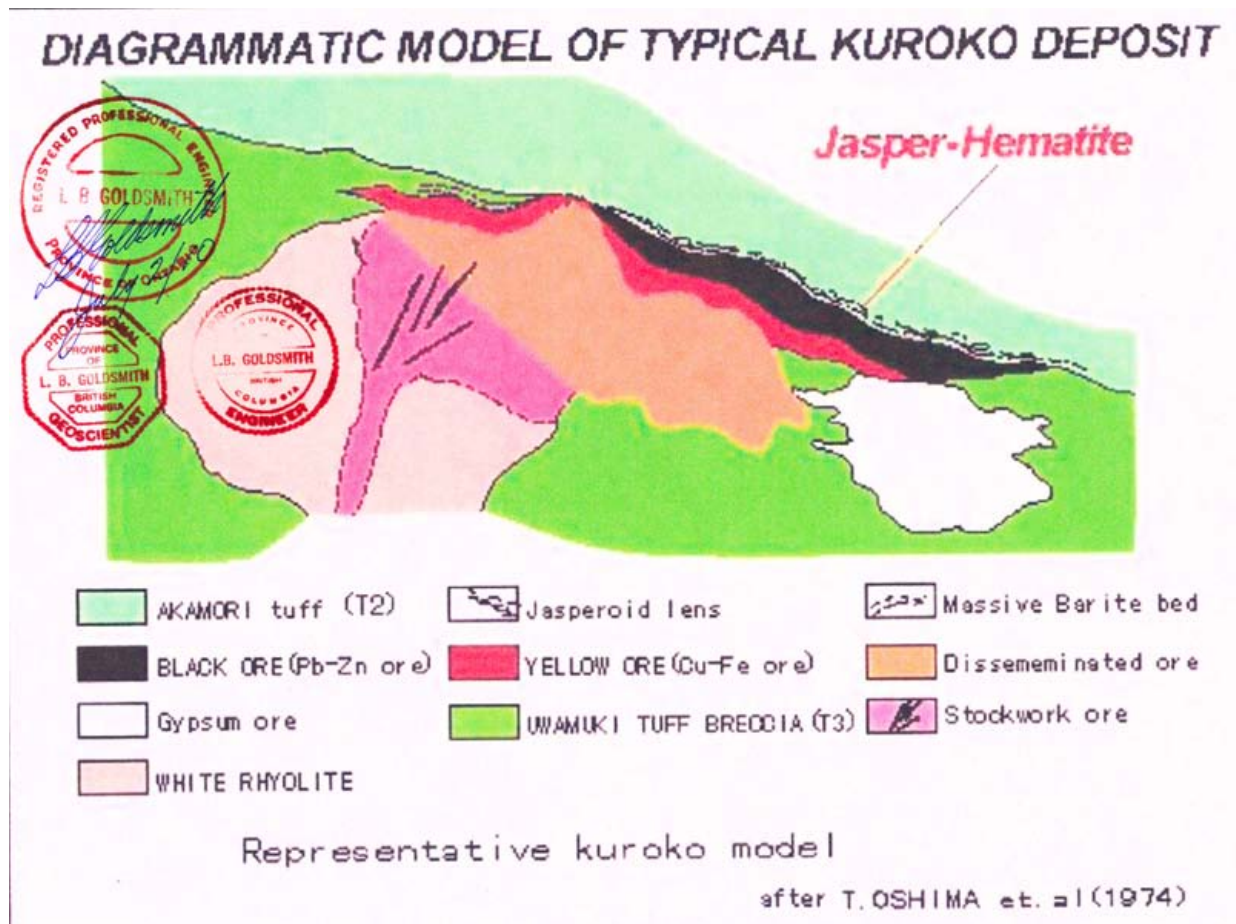 DIAGRAMMATIC MODEL OF TYPICAL KUROKO DEPOSIT
Jasper-Hematite
REGISTERED PROFESSIONAL ENGINEER
L. B. GOLDSMITH
PROVINCE OF ONTARIO
PROFESSIONAL
PROVINCE
OF
L. B. GOLDSMITH
BRITISH
COLUMBIA
GEOSCIENTIST
PROFESSIONAL
PROVINCE
L.B. GOLDSMITH
BRITISH
COLUMBIA
ENGINEER
AKAMORI tuff (T2)
Jasperoid lens
Massive Barite bed
BLACK ORE(Pb-Zn ore)
YELLOW ORE(Cu-Fe ore)
Dissememinated ore
Gypsum ore
UWAMUKI TUFF BRECCIA(T3)
Stockwork ore
WHITE RHYOLITE
Representative kuroko model
after T.OSHIMA et. al(1974)